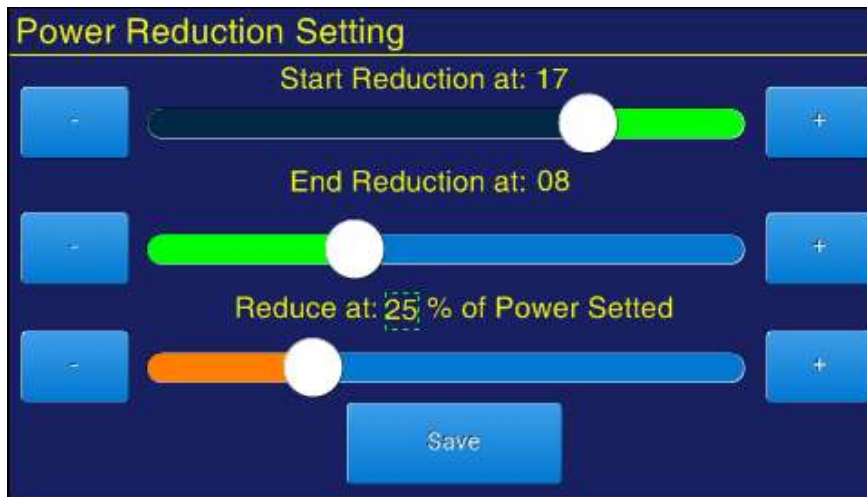 Power Reduction Setting
Start Reduction at: 17
-
+
End Reduction at: 08
-
+
Reduce at: 25 % of Power Setted
-
+
Save